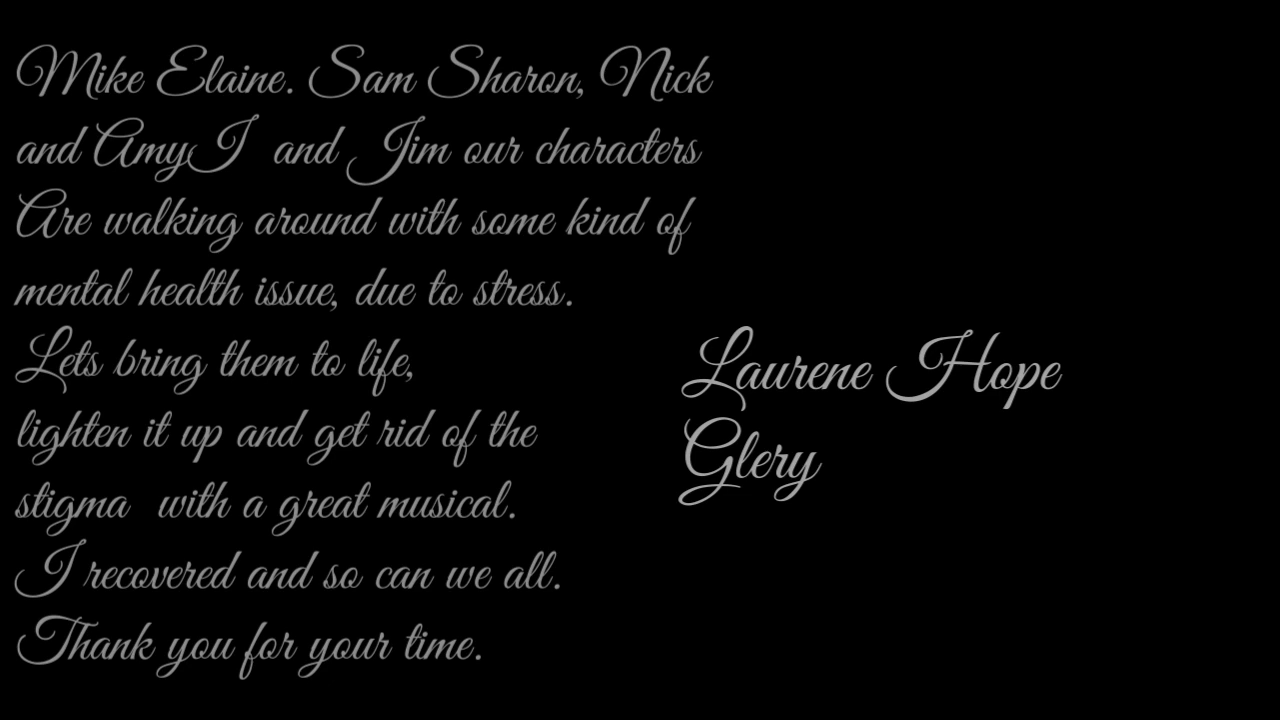 Mike Elaine. Sam Sharon, Nick
and AmyI  and Jim our characters
Are walking around with some kind of
mental health issue, due to stress.
Lets bring them to life,
lighten it up and get rid of the
stigma  with a great musical.
I recovered and so can we all.
Thank you for your time.
Laurene Hope
Glery